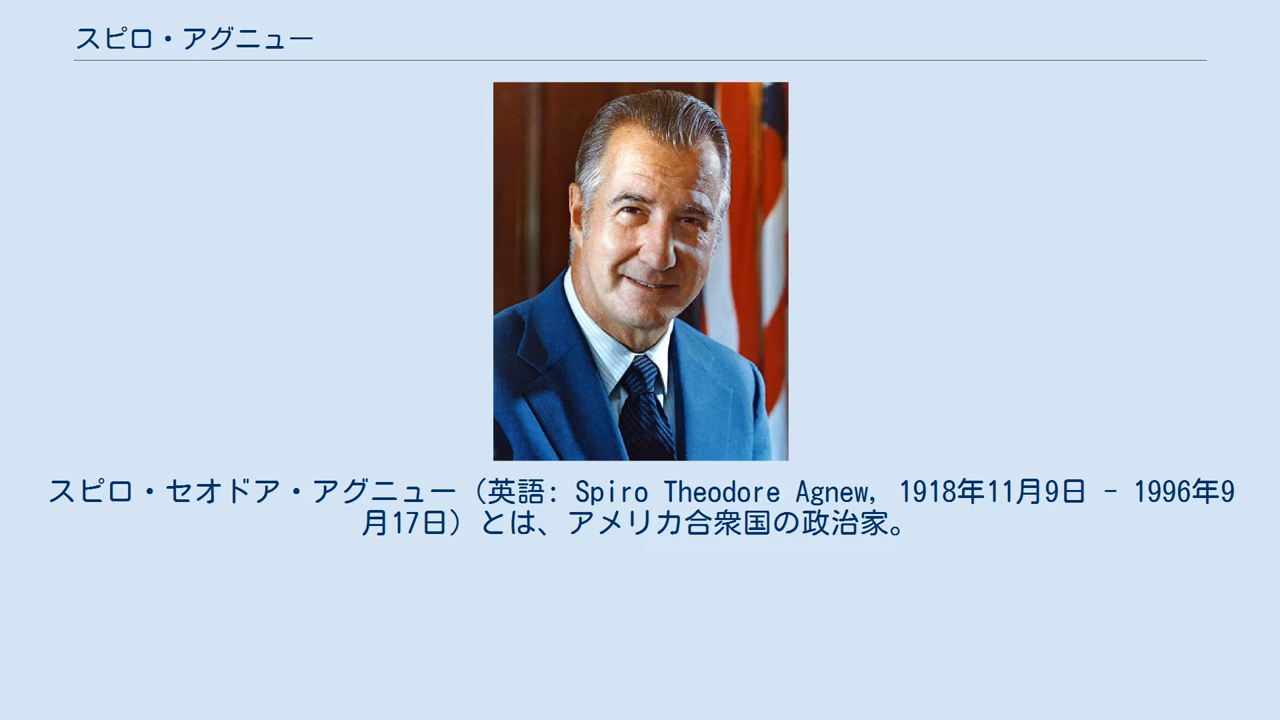 スピロ・アグニュー
スピロ・セオドア・アグニュー（英語: Spiro Theodore Agnew, 1918年11月9日 - 1996年9
月17日）とは、アメリカ合衆国の政治家。